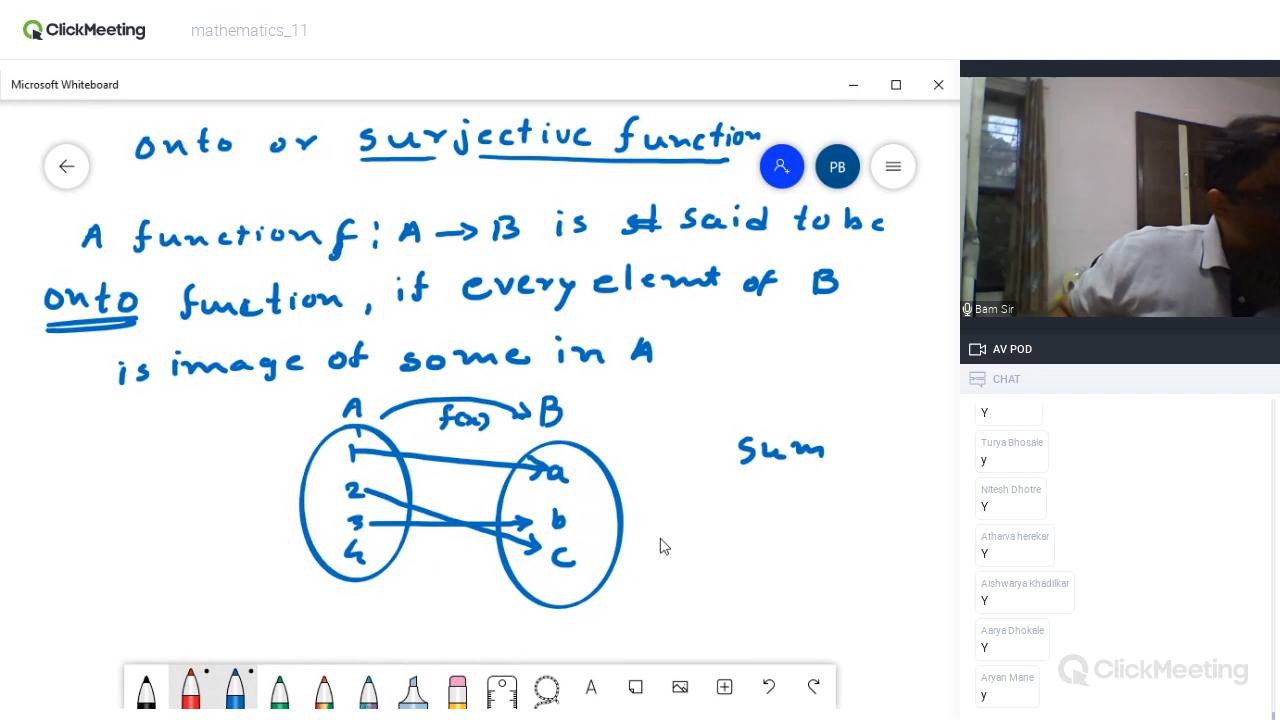 ClickMeeting
mathematics_11
Microsoft Whiteboard
onto or surjective function
PB
A function f : A → B is said to be
onto function, if every elemt of B
is image of some in A
A f(x) B
1 a
2
3 b
4 c
sum
A
Bam Sir
AV POD
CHAT
Y
Turya Bhosale
y
Nitesh Dhotre
Y
Atharva herekar
Y
Aishwarya Khadilkar
Y
Aarya Dhokale
Y
Aryan Mane
y
ClickMeeting